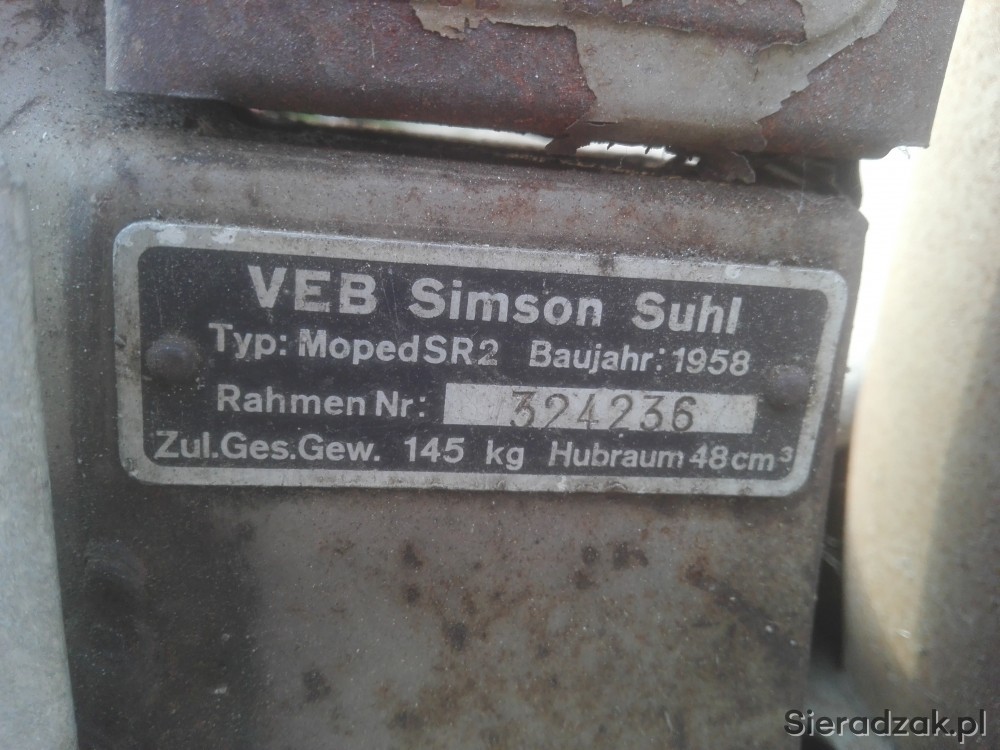 VEB Simson Suhl
Typ: Moped SR2 Baujahr: 1958
Rahmen Nr: 324236
Zul.Ges.Gew. 145 kg Hubraum 48 cm³
Sieradzak.pl